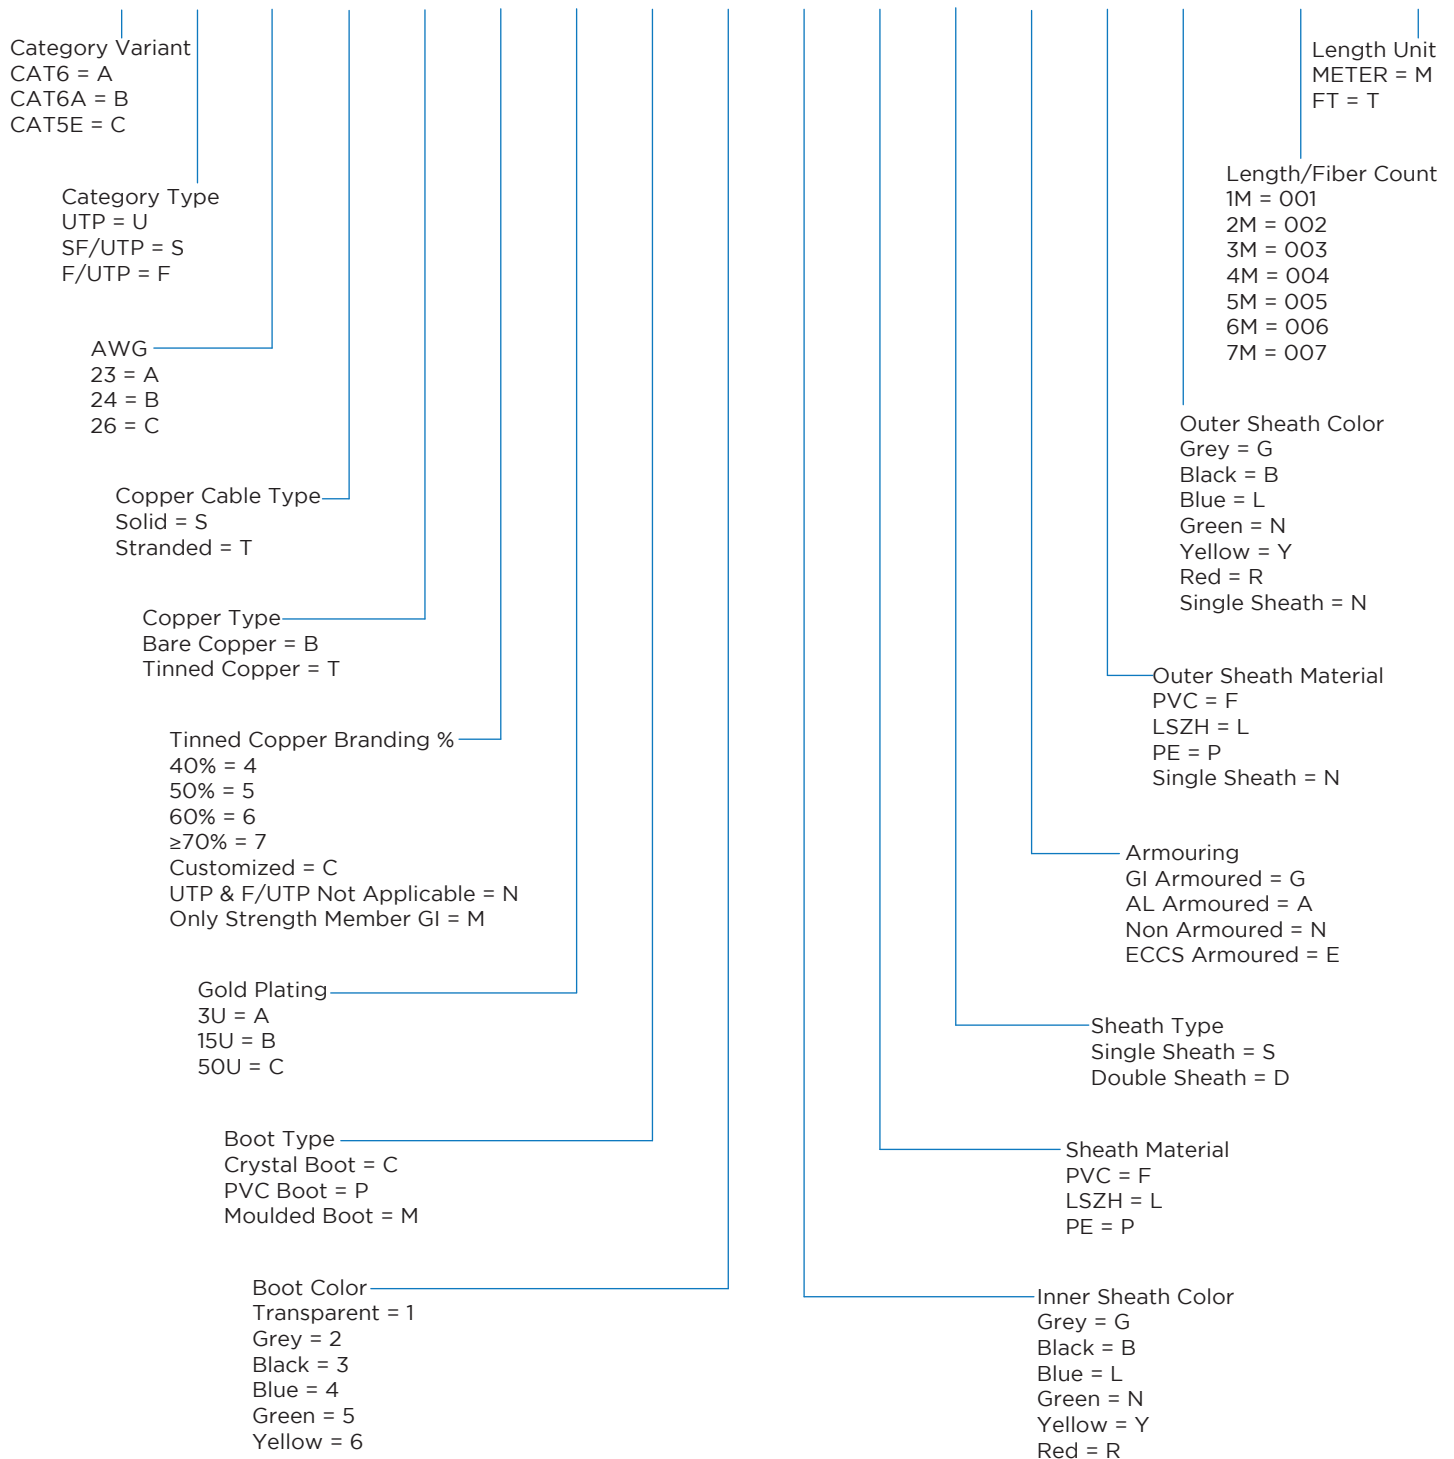 Category Variant
CAT6 = A
CAT6A = B
CAT5E = C
Category Type
UTP = U
SF/UTP = S
F/UTP = F
AWG
23 = A
24 = B
26 = C
Copper Cable Type
Solid = S
Stranded = T
Copper Type
Bare Copper = B
Tinned Copper = T
Tinned Copper Branding %
40% = 4
50% = 5
60% = 6
≥70% = 7
Customized = C
UTP & F/UTP Not Applicable = N
Only Strength Member GI = M
Gold Plating
3U = A
15U = B
50U = C
Boot Type
Crystal Boot = C
PVC Boot = P
Moulded Boot = M
Boot Color
Transparent = 1
Grey = 2
Black = 3
Blue = 4
Green = 5
Yellow = 6
Length Unit
METER = M
FT = T
Length/Fiber Count
1M = 001
2M = 002
3M = 003
4M = 004
5M = 005
6M = 006
7M = 007
Outer Sheath Color
Grey = G
Black = B
Blue = L
Green = N
Yellow = Y
Red = R
Single Sheath = N
Outer Sheath Material
PVC = F
LSZH = L
PE = P
Single Sheath = N
Armouring
GI Armoured = G
AL Armoured = A
Non Armoured = N
ECCS Armoured = E
Sheath Type
Single Sheath = S
Double Sheath = D
Sheath Material
PVC = F
LSZH = L
PE = P
Inner Sheath Color
Grey = G
Black = B
Blue = L
Green = N
Yellow = Y
Red = R